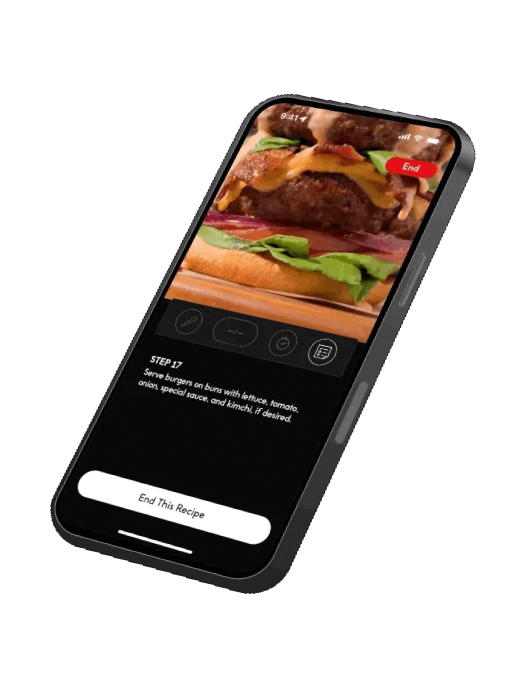 9:41
End
STEP 17
Serve burgers on buns with lettuce, tomato,
onion, special sauce, and kimchi, if desired.
End This Recipe